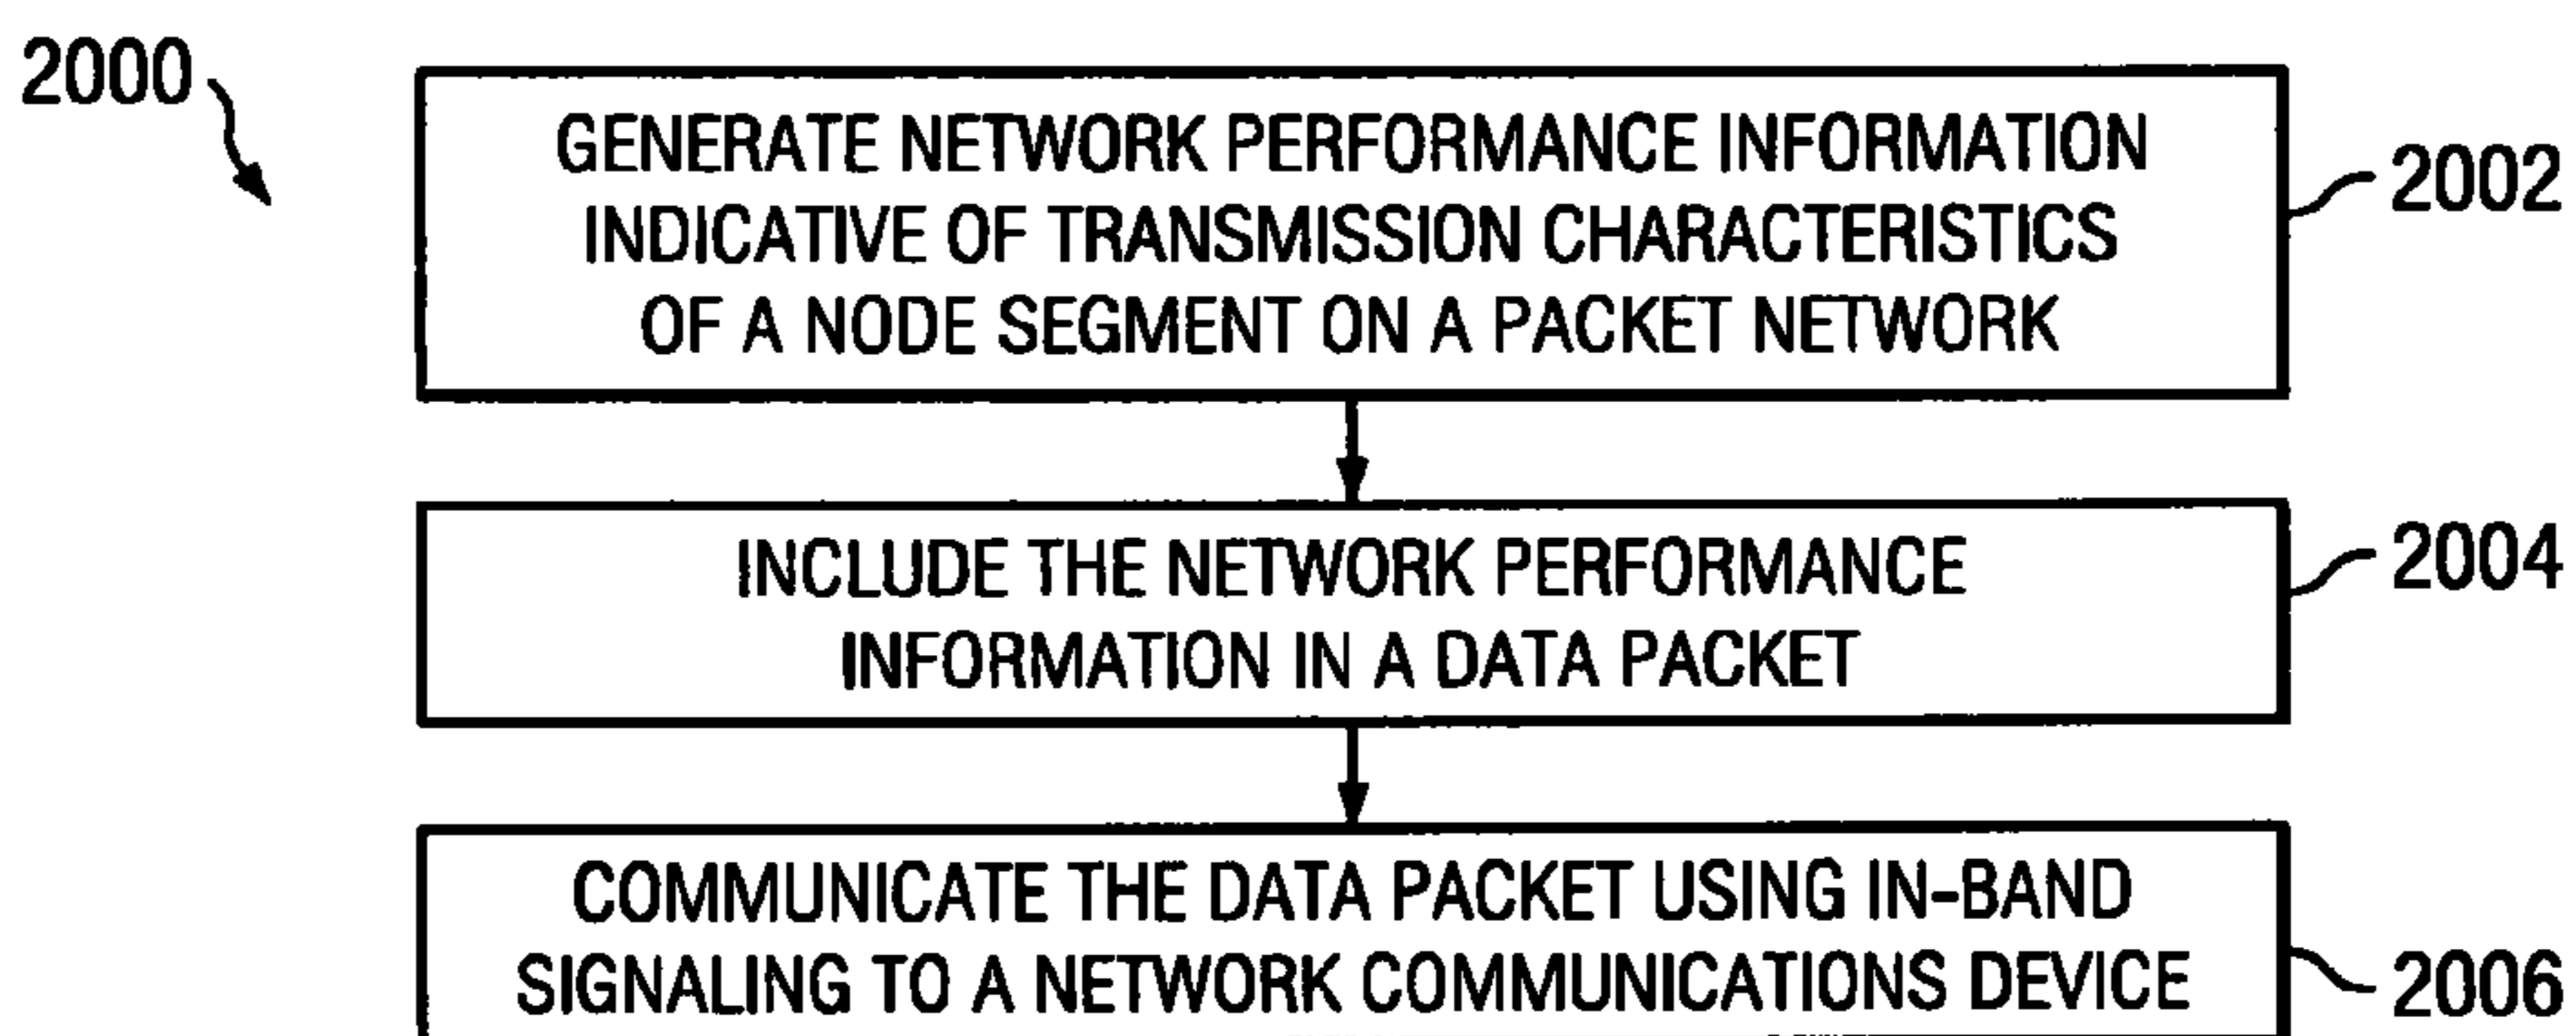 2000
GENERATE NETWORK PERFORMANCE INFORMATION
INDICATIVE OF TRANSMISSION CHARACTERISTICS
OF A NODE SEGMENT ON A PACKET NETWORK
2002
INCLUDE THE NETWORK PERFORMANCE
INFORMATION IN A DATA PACKET
2004
COMMUNICATE THE DATA PACKET USING IN-BAND
SIGNALING TO A NETWORK COMMUNICATIONS DEVICE
2006